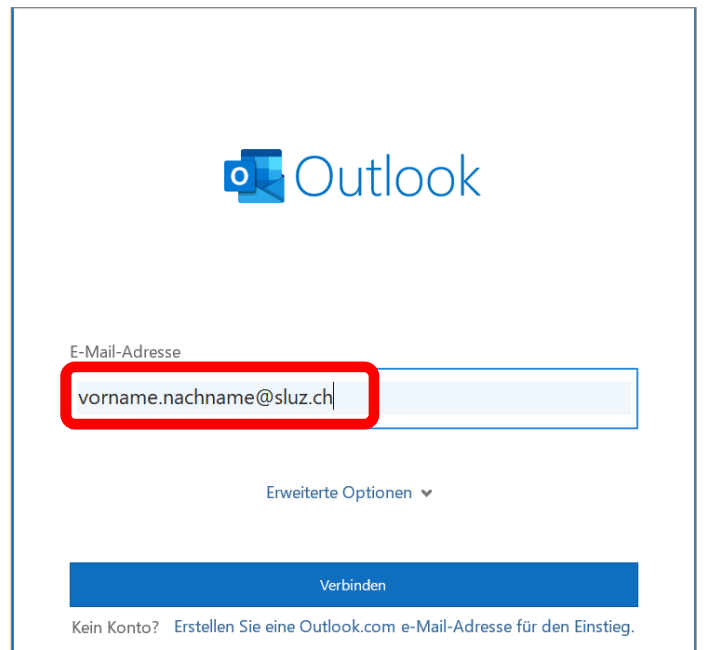 Outlook
E-Mail-Adresse
vorname.nachname@sluz.ch
Erweiterte Optionen
Verbinden
Kein Konto? Erstellen Sie eine Outlook.com e-Mail-Adresse für den Einstieg.